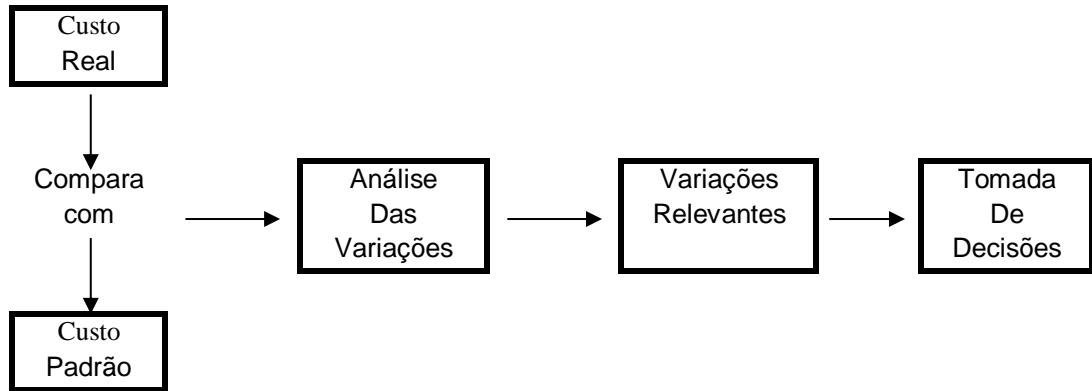 Custo
Real
Compara
com
Análise
Das
Variações
Variações
Relevantes
Tomada
De
Decisões
Custo
Padrão